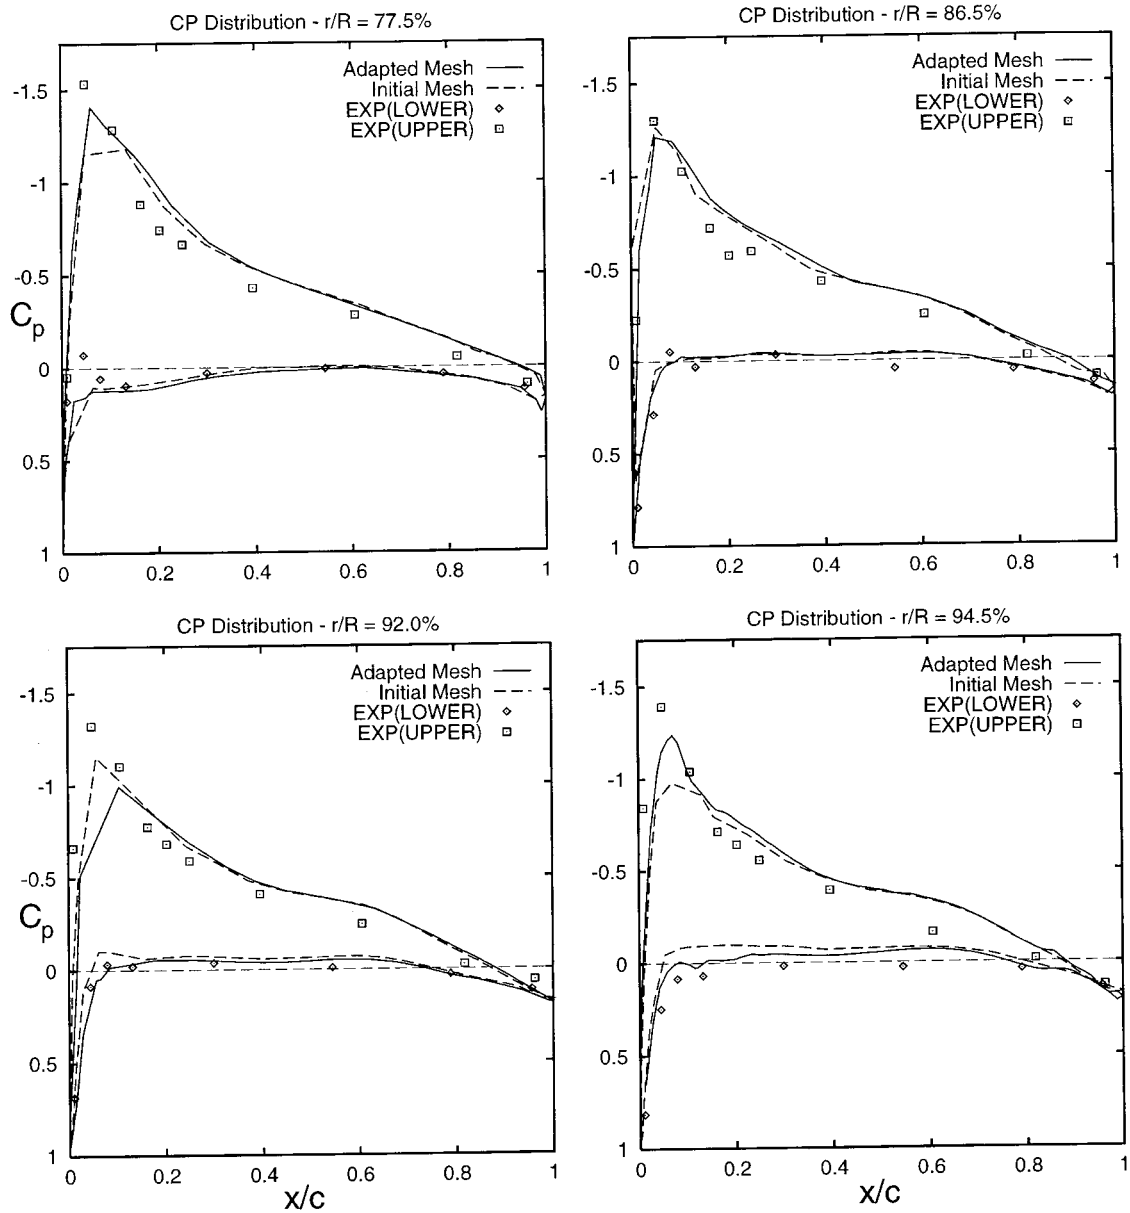 CP Distribution - r/R = 77.5%
Adapted Mesh
Initial Mesh
EXP(LOWER)
EXP(UPPER)
-1.5
-1
-0.5
0
0.5
1
Cp
0 0.2 0.4 0.6 0.8 1
CP Distribution - r/R = 86.5%
Adapted Mesh
Initial Mesh
EXP(LOWER)
EXP(UPPER)
-1.5
-1
-0.5
0
0.5
1
0 0.2 0.4 0.6 0.8 1
CP Distribution - r/R = 92.0%
Adapted Mesh
Initial Mesh
EXP(LOWER)
EXP(UPPER)
-1.5
-1
-0.5
0
0.5
1
Cp
0 0.2 0.4 0.6 0.8 1
x/c
CP Distribution - r/R = 94.5%
Adapted Mesh
Initial Mesh
EXP(LOWER)
EXP(UPPER)
-1.5
-1
-0.5
0
0.5
1
0 0.2 0.4 0.6 0.8 1
x/c